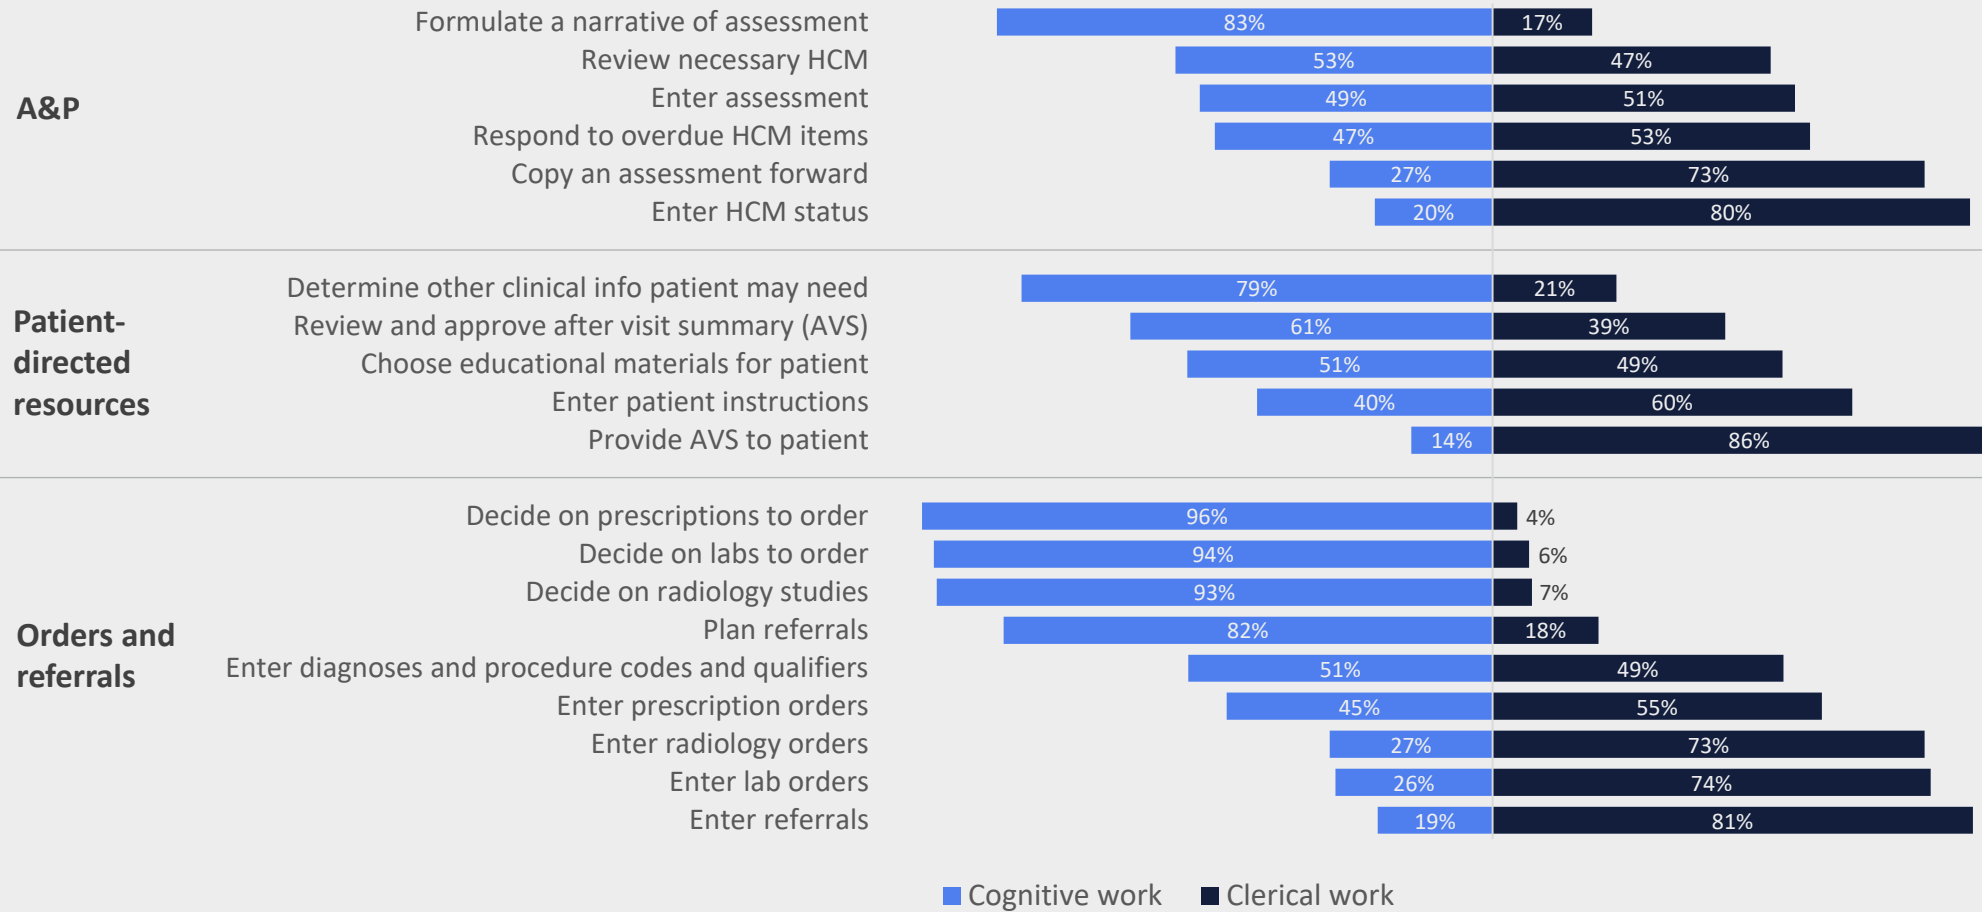 A&P
Formulate a narrative of assessment 83% 17%
Review necessary HCM 53% 47%
Enter assessment 49% 51%
Respond to overdue HCM items 47% 53%
Copy an assessment forward 27% 73%
Enter HCM status 20% 80%
Patient-
directed
resources
Determine other clinical info patient may need 79% 21%
Review and approve after visit summary (AVS) 61% 39%
Choose educational materials for patient 51% 49%
Enter patient instructions 40% 60%
Provide AVS to patient 14% 86%
Orders and
referrals
Decide on prescriptions to order 96% 4%
Decide on labs to order 94% 6%
Decide on radiology studies 93% 7%
Plan referrals 82% 18%
Enter diagnoses and procedure codes and qualifiers 51% 49%
Enter prescription orders 45% 55%
Enter radiology orders 27% 73%
Enter lab orders 26% 74%
Enter referrals 19% 81%
Cognitive work Clerical work